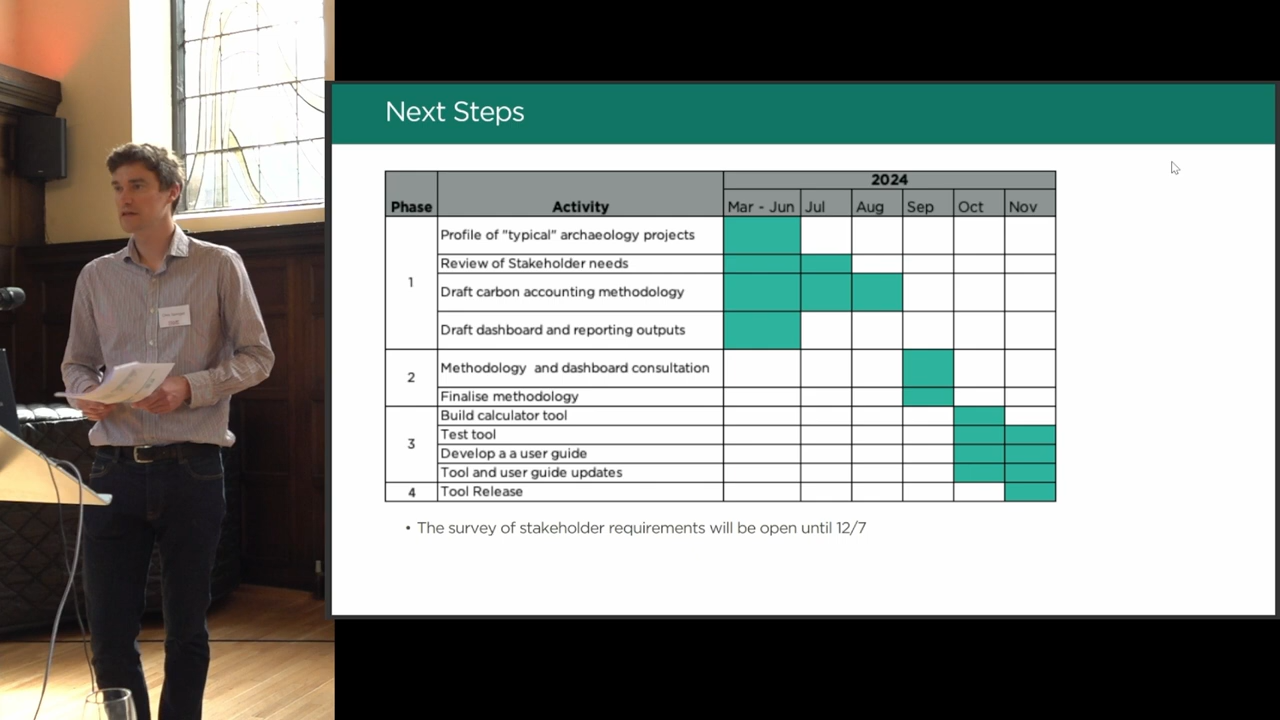 Next Steps
2024
Phase Activity Mar - Jun Jul Aug Sep Oct Nov
Profile of "typical" archaeology projects
Review of Stakeholder needs
1
Draft carbon accounting methodology
Draft dashboard and reporting outputs
Methodology and dashboard consultation
2
Finalise methodology
Build calculator tool
Test tool
3
Develop a a user guide
Tool and user guide updates
4 Tool Release
• The survey of stakeholder requirements will be open until 12/7